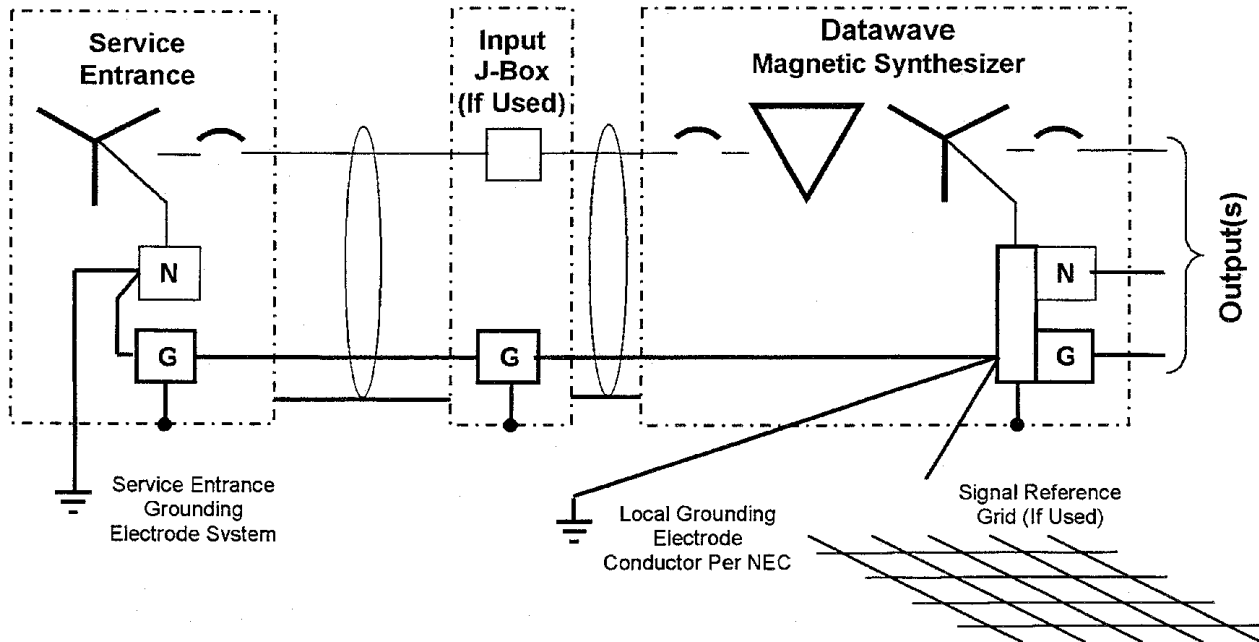 Service
Entrance
Input
J-Box
(If Used)
Datawave
Magnetic Synthesizer
N
G
G
N
G
Output(s)
Service Entrance
Grounding
Electrode System
Local Grounding
Electrode
Conductor Per NEC
Signal Reference
Grid (If Used)